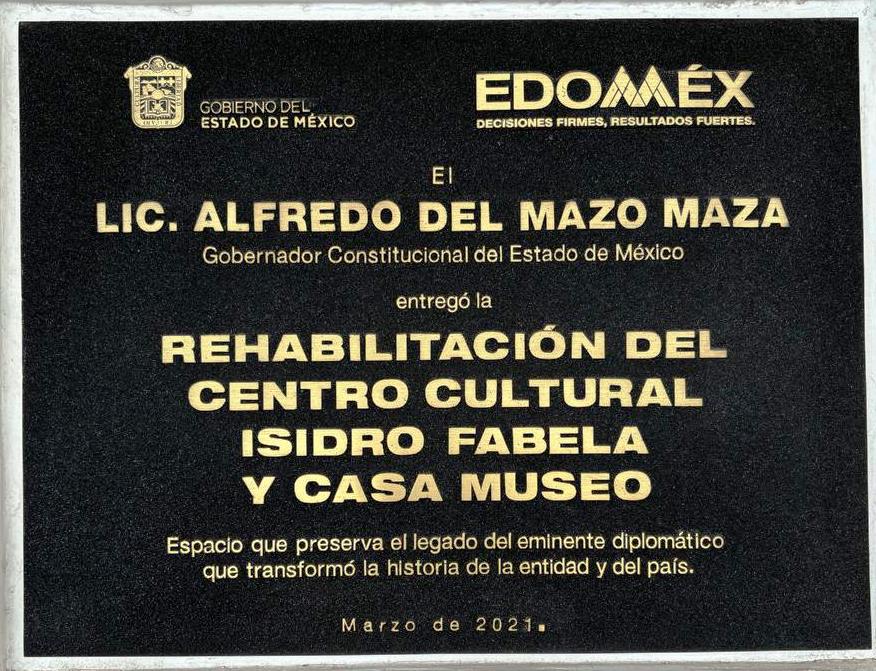 GOBIERNO DEL
ESTADO DE MÉXICO
EDOMÉX
DECISIONES FIRMES, RESULTADOS FUERTES.
El
LIC. ALFREDO DEL MAZO MAZA
Gobernador Constitucional del Estado de México
entregó la
REHABILITACIÓN DEL
CENTRO CULTURAL
ISIDRO FABELA
Y CASA MUSEO
Espacio que preserva el legado del eminente diplomático
que transformó la historia de la entidad y del país.
Marzo de 2021.